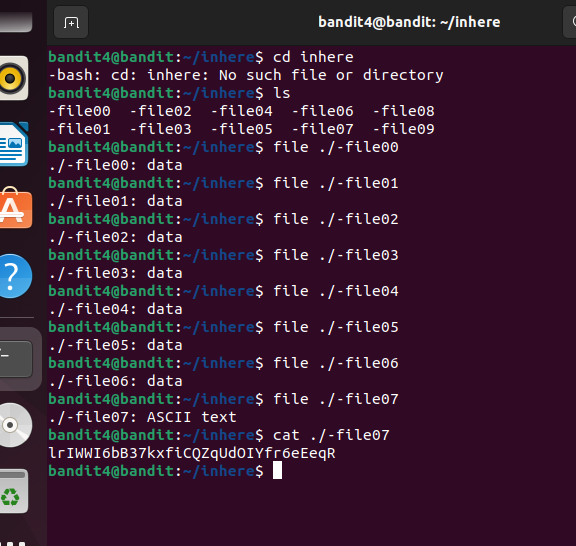 bandit4@bandit: ~/inhere
bandit4@bandit:~/inhere$ cd inhere
-bash: cd: inhere: No such file or directory
bandit4@bandit:~/inhere$ ls
-file00  -file02  -file04  -file06  -file08
-file01  -file03  -file05  -file07  -file09
bandit4@bandit:~/inhere$ file ./-file00
./-file00: data
bandit4@bandit:~/inhere$ file ./-file01
./-file01: data
bandit4@bandit:~/inhere$ file ./-file02
./-file02: data
bandit4@bandit:~/inhere$ file ./-file03
./-file03: data
bandit4@bandit:~/inhere$ file ./-file04
./-file04: data
bandit4@bandit:~/inhere$ file ./-file05
./-file05: data
bandit4@bandit:~/inhere$ file ./-file06
./-file06: data
bandit4@bandit:~/inhere$ file ./-file07
./-file07: ASCII text
bandit4@bandit:~/inhere$ cat ./-file07
lrIWWI6bB37kxfiCQZqUdOIYfr6eEeqR
bandit4@bandit:~/inhere$